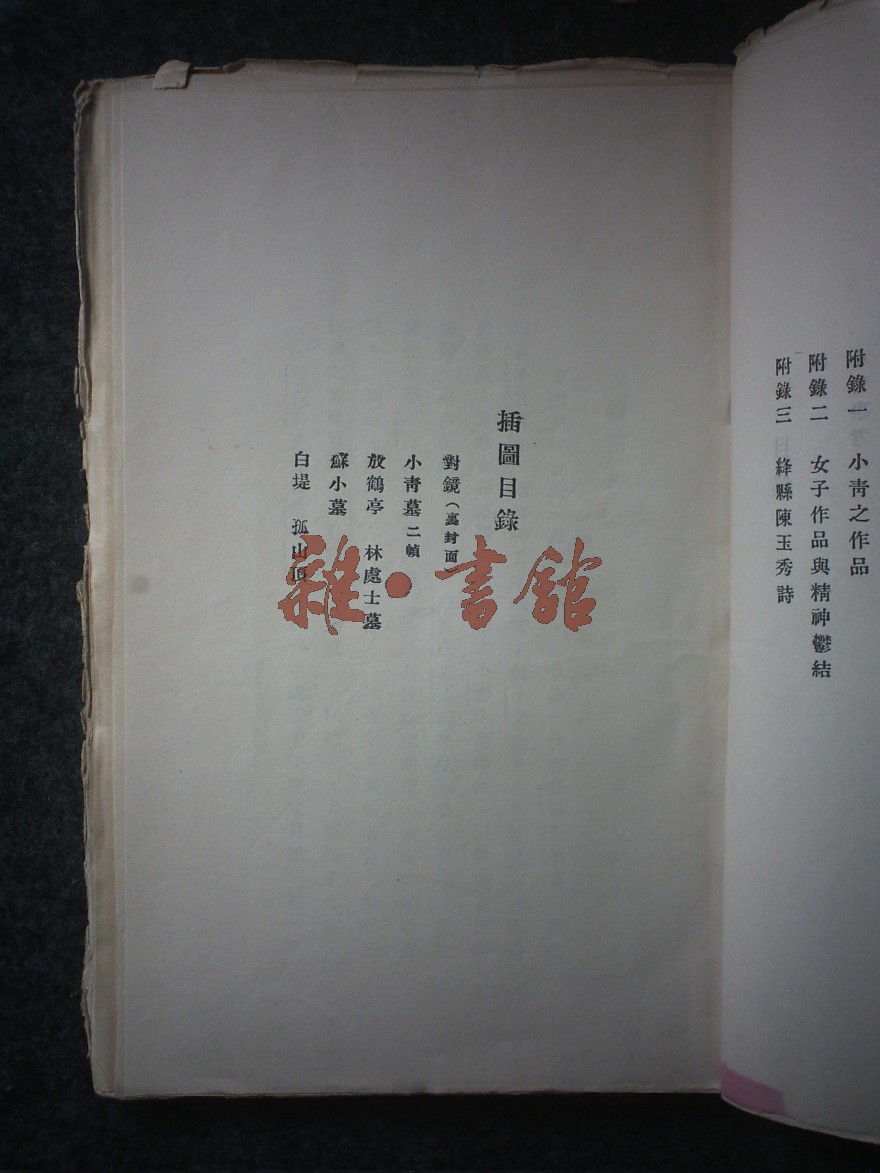 附錄一 小靑之作品
附錄二 女子作品與精神鬱結
附錄三 絳縣陳玉秀詩
插圖目錄
對鏡(裏封面)
小靑墓二幀
放鶴亭 林處士墓
蘇小墓
白堤 孤山頂
雜·書館